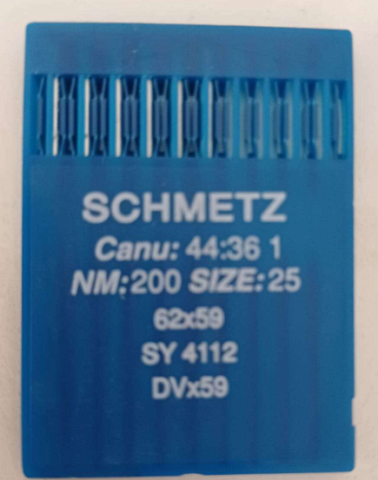 SCHMETZ
Canu: 44:36 1
NM:200 SIZE:25
62x59
SY 4112
DVx59